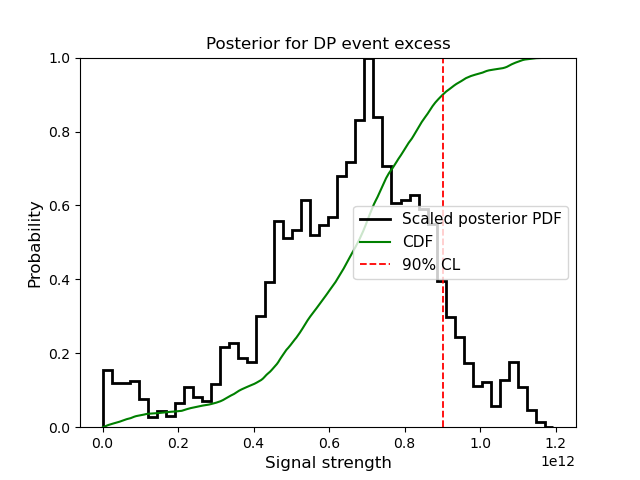 Posterior for DP event excess
Probability
1.0
0.8
0.6
0.4
0.2
0.0
Scaled posterior PDF
CDF
90% CL
0.0 0.2 0.4 0.6 0.8 1.0 1.2
1e12
Signal strength